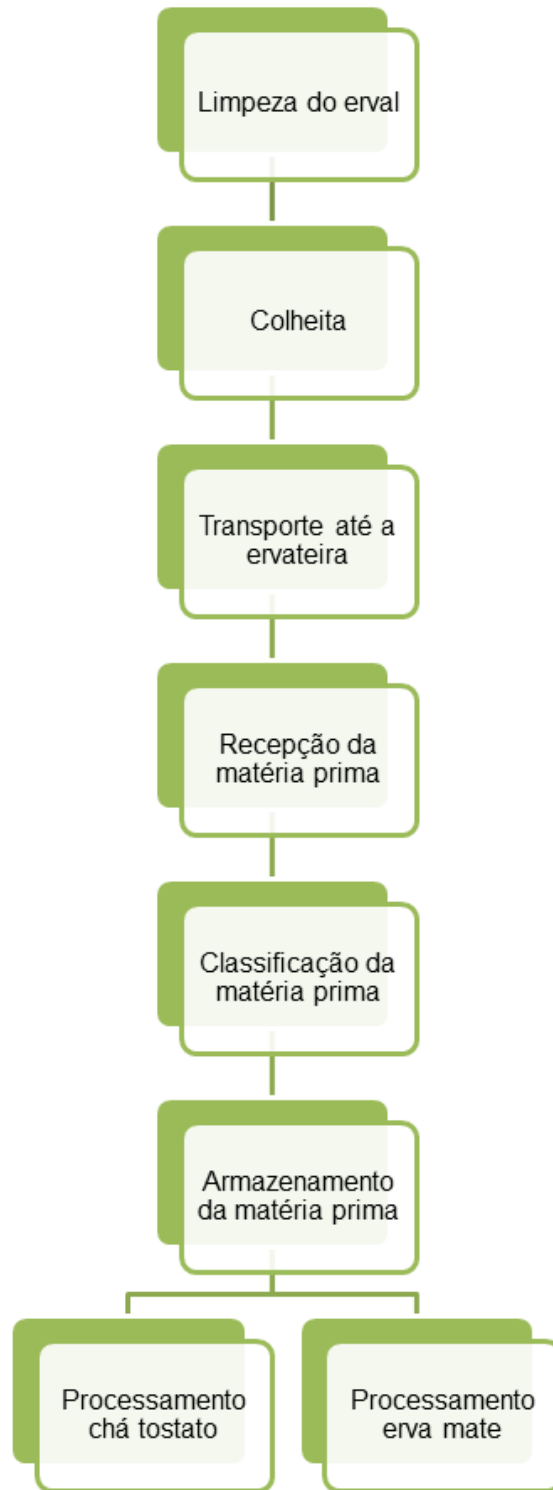 Limpeza do erval
Colheita
Transporte até a
ervateira
Recepção da
matéria prima
Classificação da
matéria prima
Armazenamento
da matéria prima
Processamento
chá tostato
Processamento
erva mate